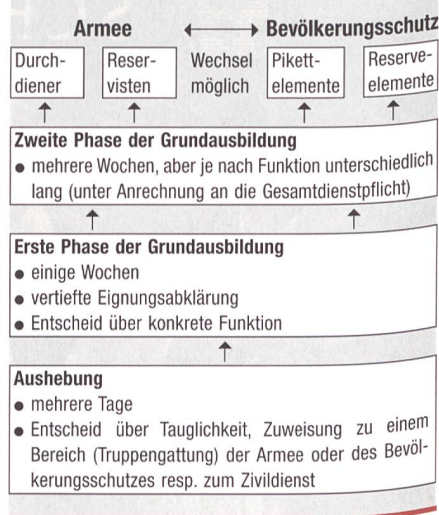 Armee ←→ Bevölkerungsschutz
Durch-
diener
Reser-
visten
Wechsel
möglich
Pikett-
elemente
Reserve-
elemente
Zweite Phase der Grundausbildung
● mehrere Wochen, aber je nach Funktion unterschiedlich
lang (unter Anrechnung an die Gesamtdienstpflicht)
Erste Phase der Grundausbildung
● einige Wochen
● vertiefte Eignungsabklärung
● Entscheid über konkrete Funktion
Aushebung
● mehrere Tage
● Entscheid über Tauglichkeit, Zuweisung zu einem
Bereich (Truppengattung) der Armee oder des Bevöl-
kerungsschutzes resp. zum Zivildienst